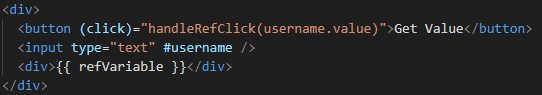 <div>
<button (click)="handleRefClick(username.value)">Get Value</button>
<input type="text" #username />
<div>{{ refVariable }}</div>
</div>